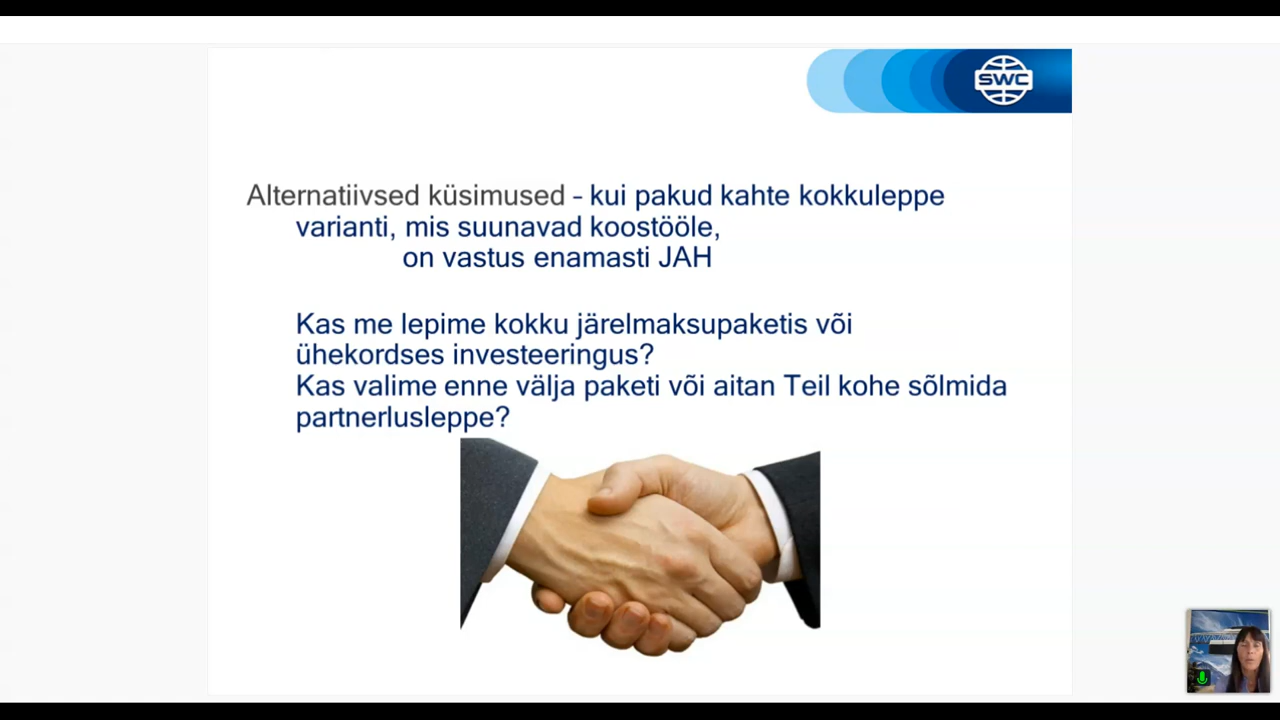 SWC
Alternatiivsed küsimused – kui pakud kahte kokkuleppe
varianti, mis suunavad koostööle,
on vastus enamasti JAH
Kas me lepime kokku järelmaksupaketis või
ühekordses investeeringus?
Kas valime enne välja paketi või aitan Teil kohe sõlmida
partnerlusleppe?